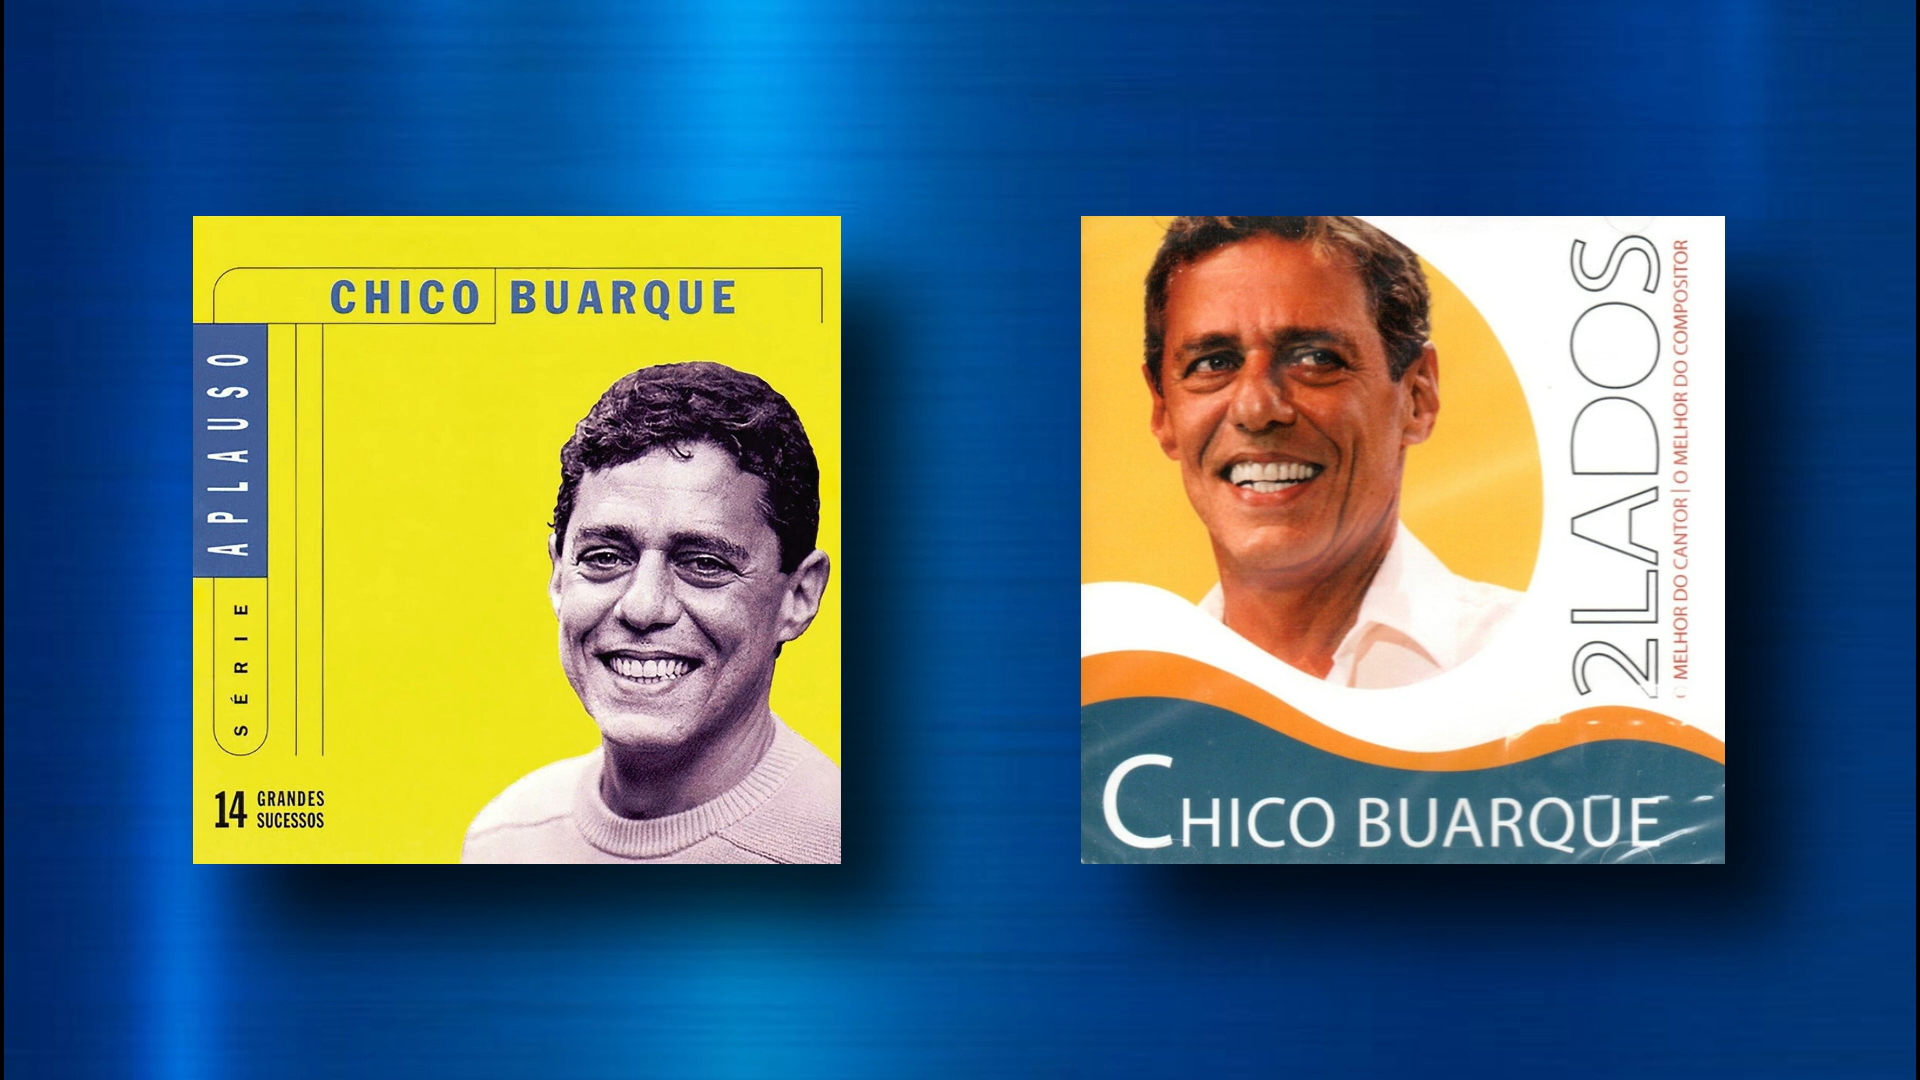 CHICO BUARQUE
SÉRIE APLAUSO
14 GRANDES
SUCESSOS
2LADOS
O MELHOR DO CANTOR | O MELHOR DO COMPOSITOR
CHICO BUARQUE